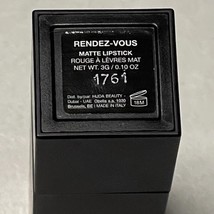 RENDEZ-VOUS
MATTE LIPSTICK
ROUGE À LÈVRES MAT
NET WT. 3G / 0.10 OZ
1761
HUDA BEAUTY -
Dubai - UAE
Brussels, BE | MADE IN ITALY
18M